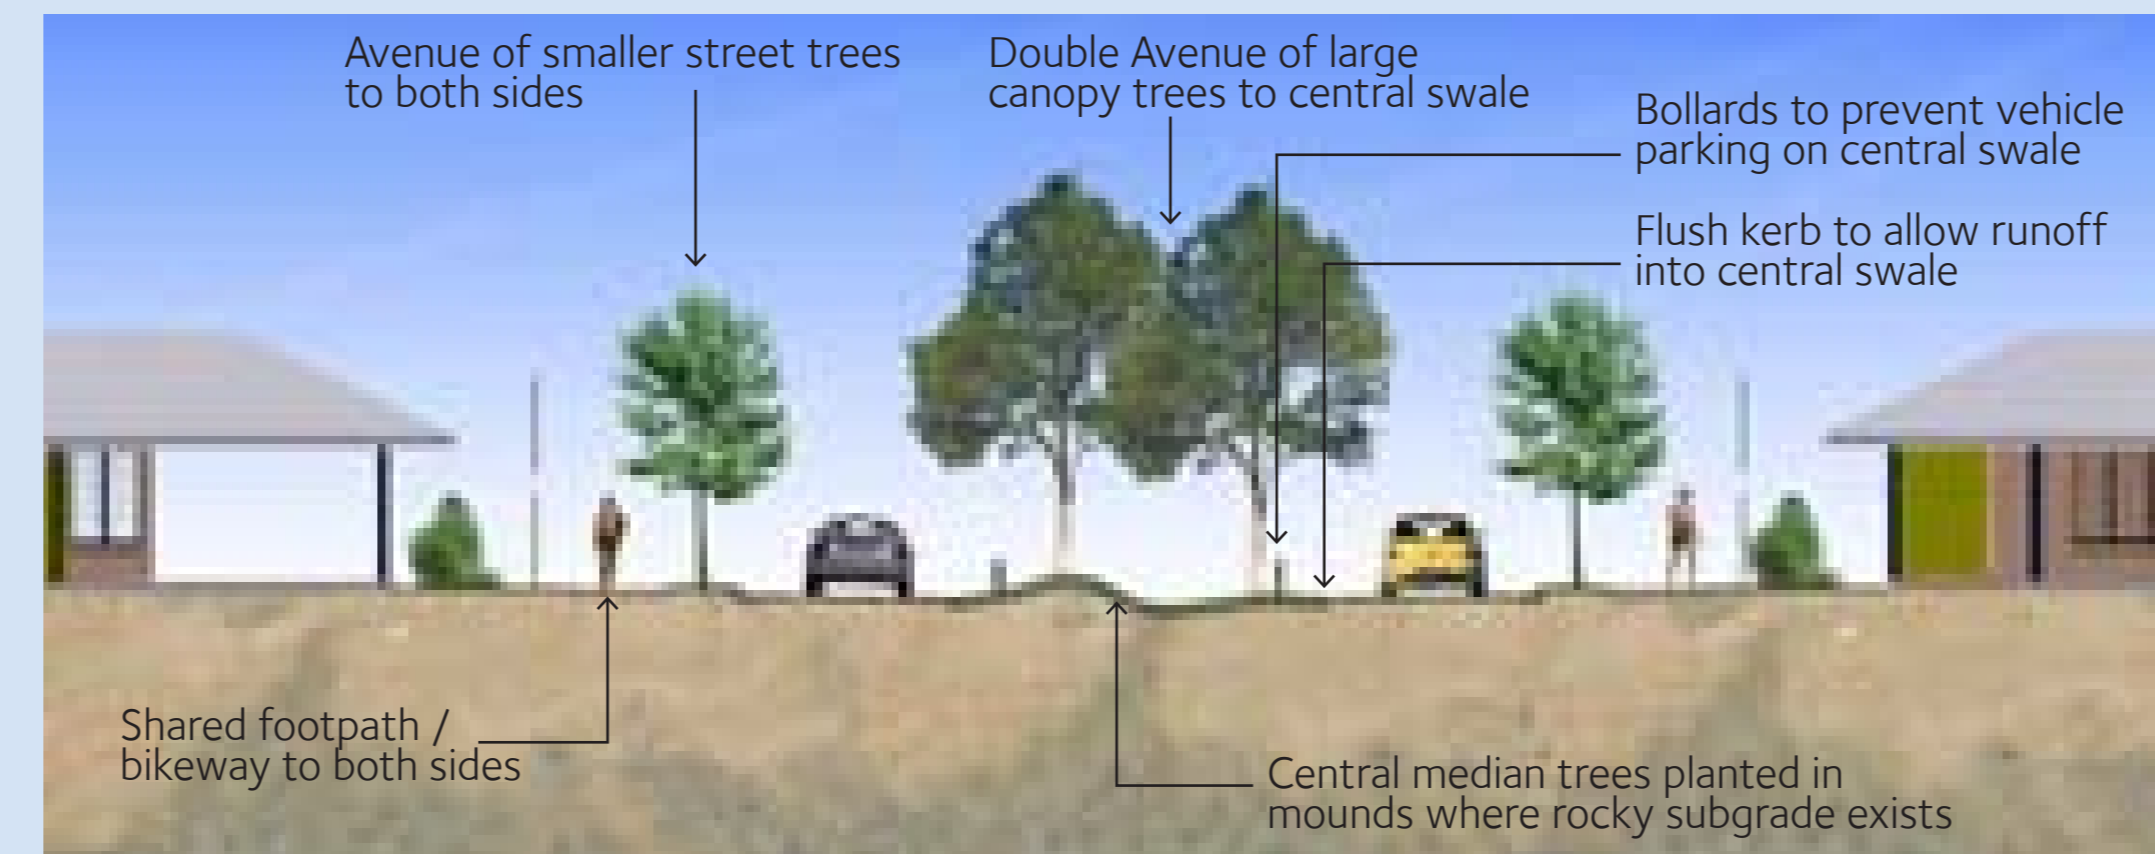 Avenue of smaller street trees
to both sides
Double Avenue of large
canopy trees to central swale
Bollards to prevent vehicle
parking on central swale
Flush kerb to allow runoff
into central swale
Shared footpath /
bikeway to both sides
Central median trees planted in
mounds where rocky subgrade exists